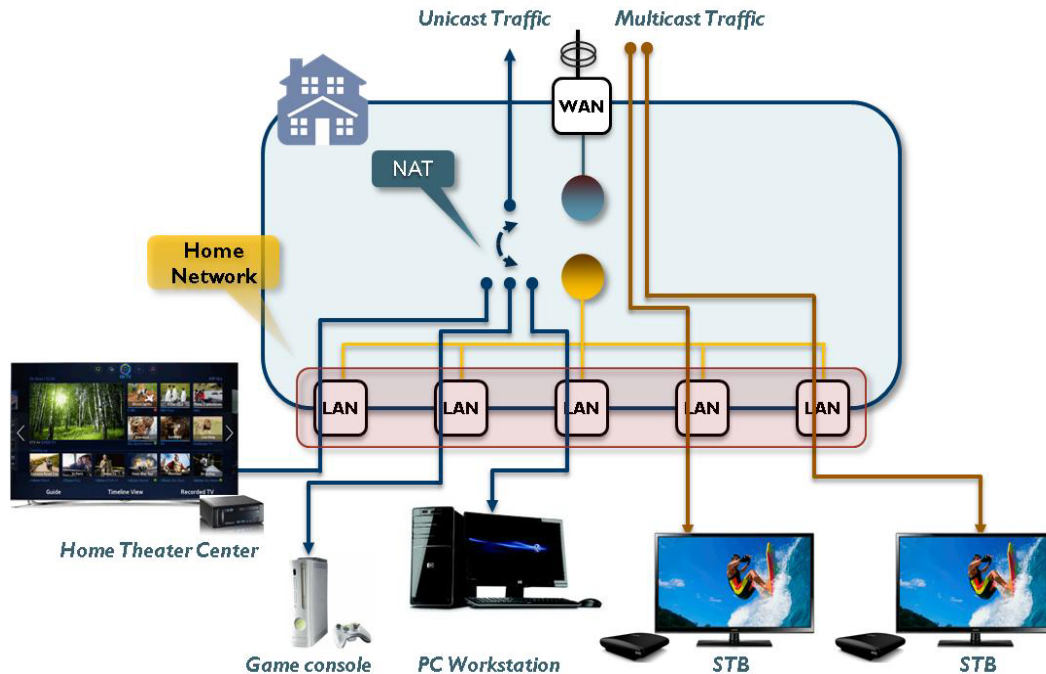 Unicast Traffic
Multicast Traffic
WAN
NAT
Home
Network
LAN
LAN
LAN
LAN
LAN
Guide
Timeline View
Recorded TV
Home Theater Center
Game console
PC Workstation
STB
STB